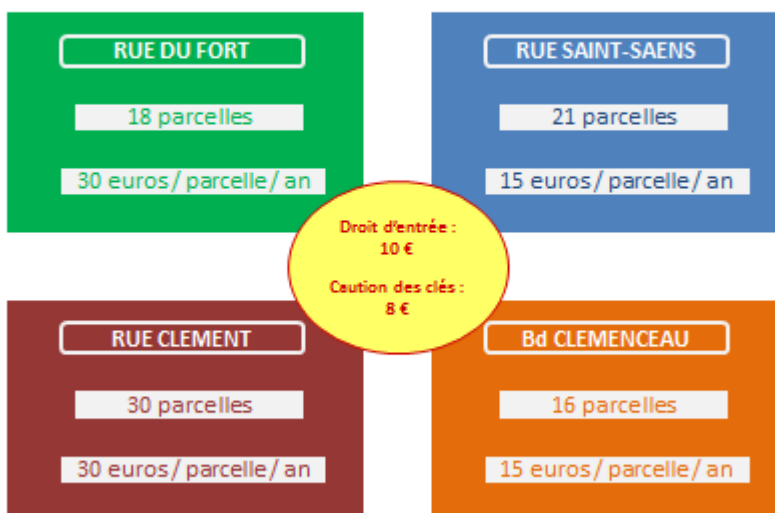 RUE DU FORT
18 parcelles
30 euros/ parcelle/ an
RUE SAINT-SAENS
21 parcelles
15 euros/ parcelle/ an
Droit d'entrée :
10 €
Caution des clés :
8 €
RUE CLEMENT
30 parcelles
30 euros/ parcelle/ an
Bd CLEMENCEAU
16 parcelles
15 euros/ parcelle/ an